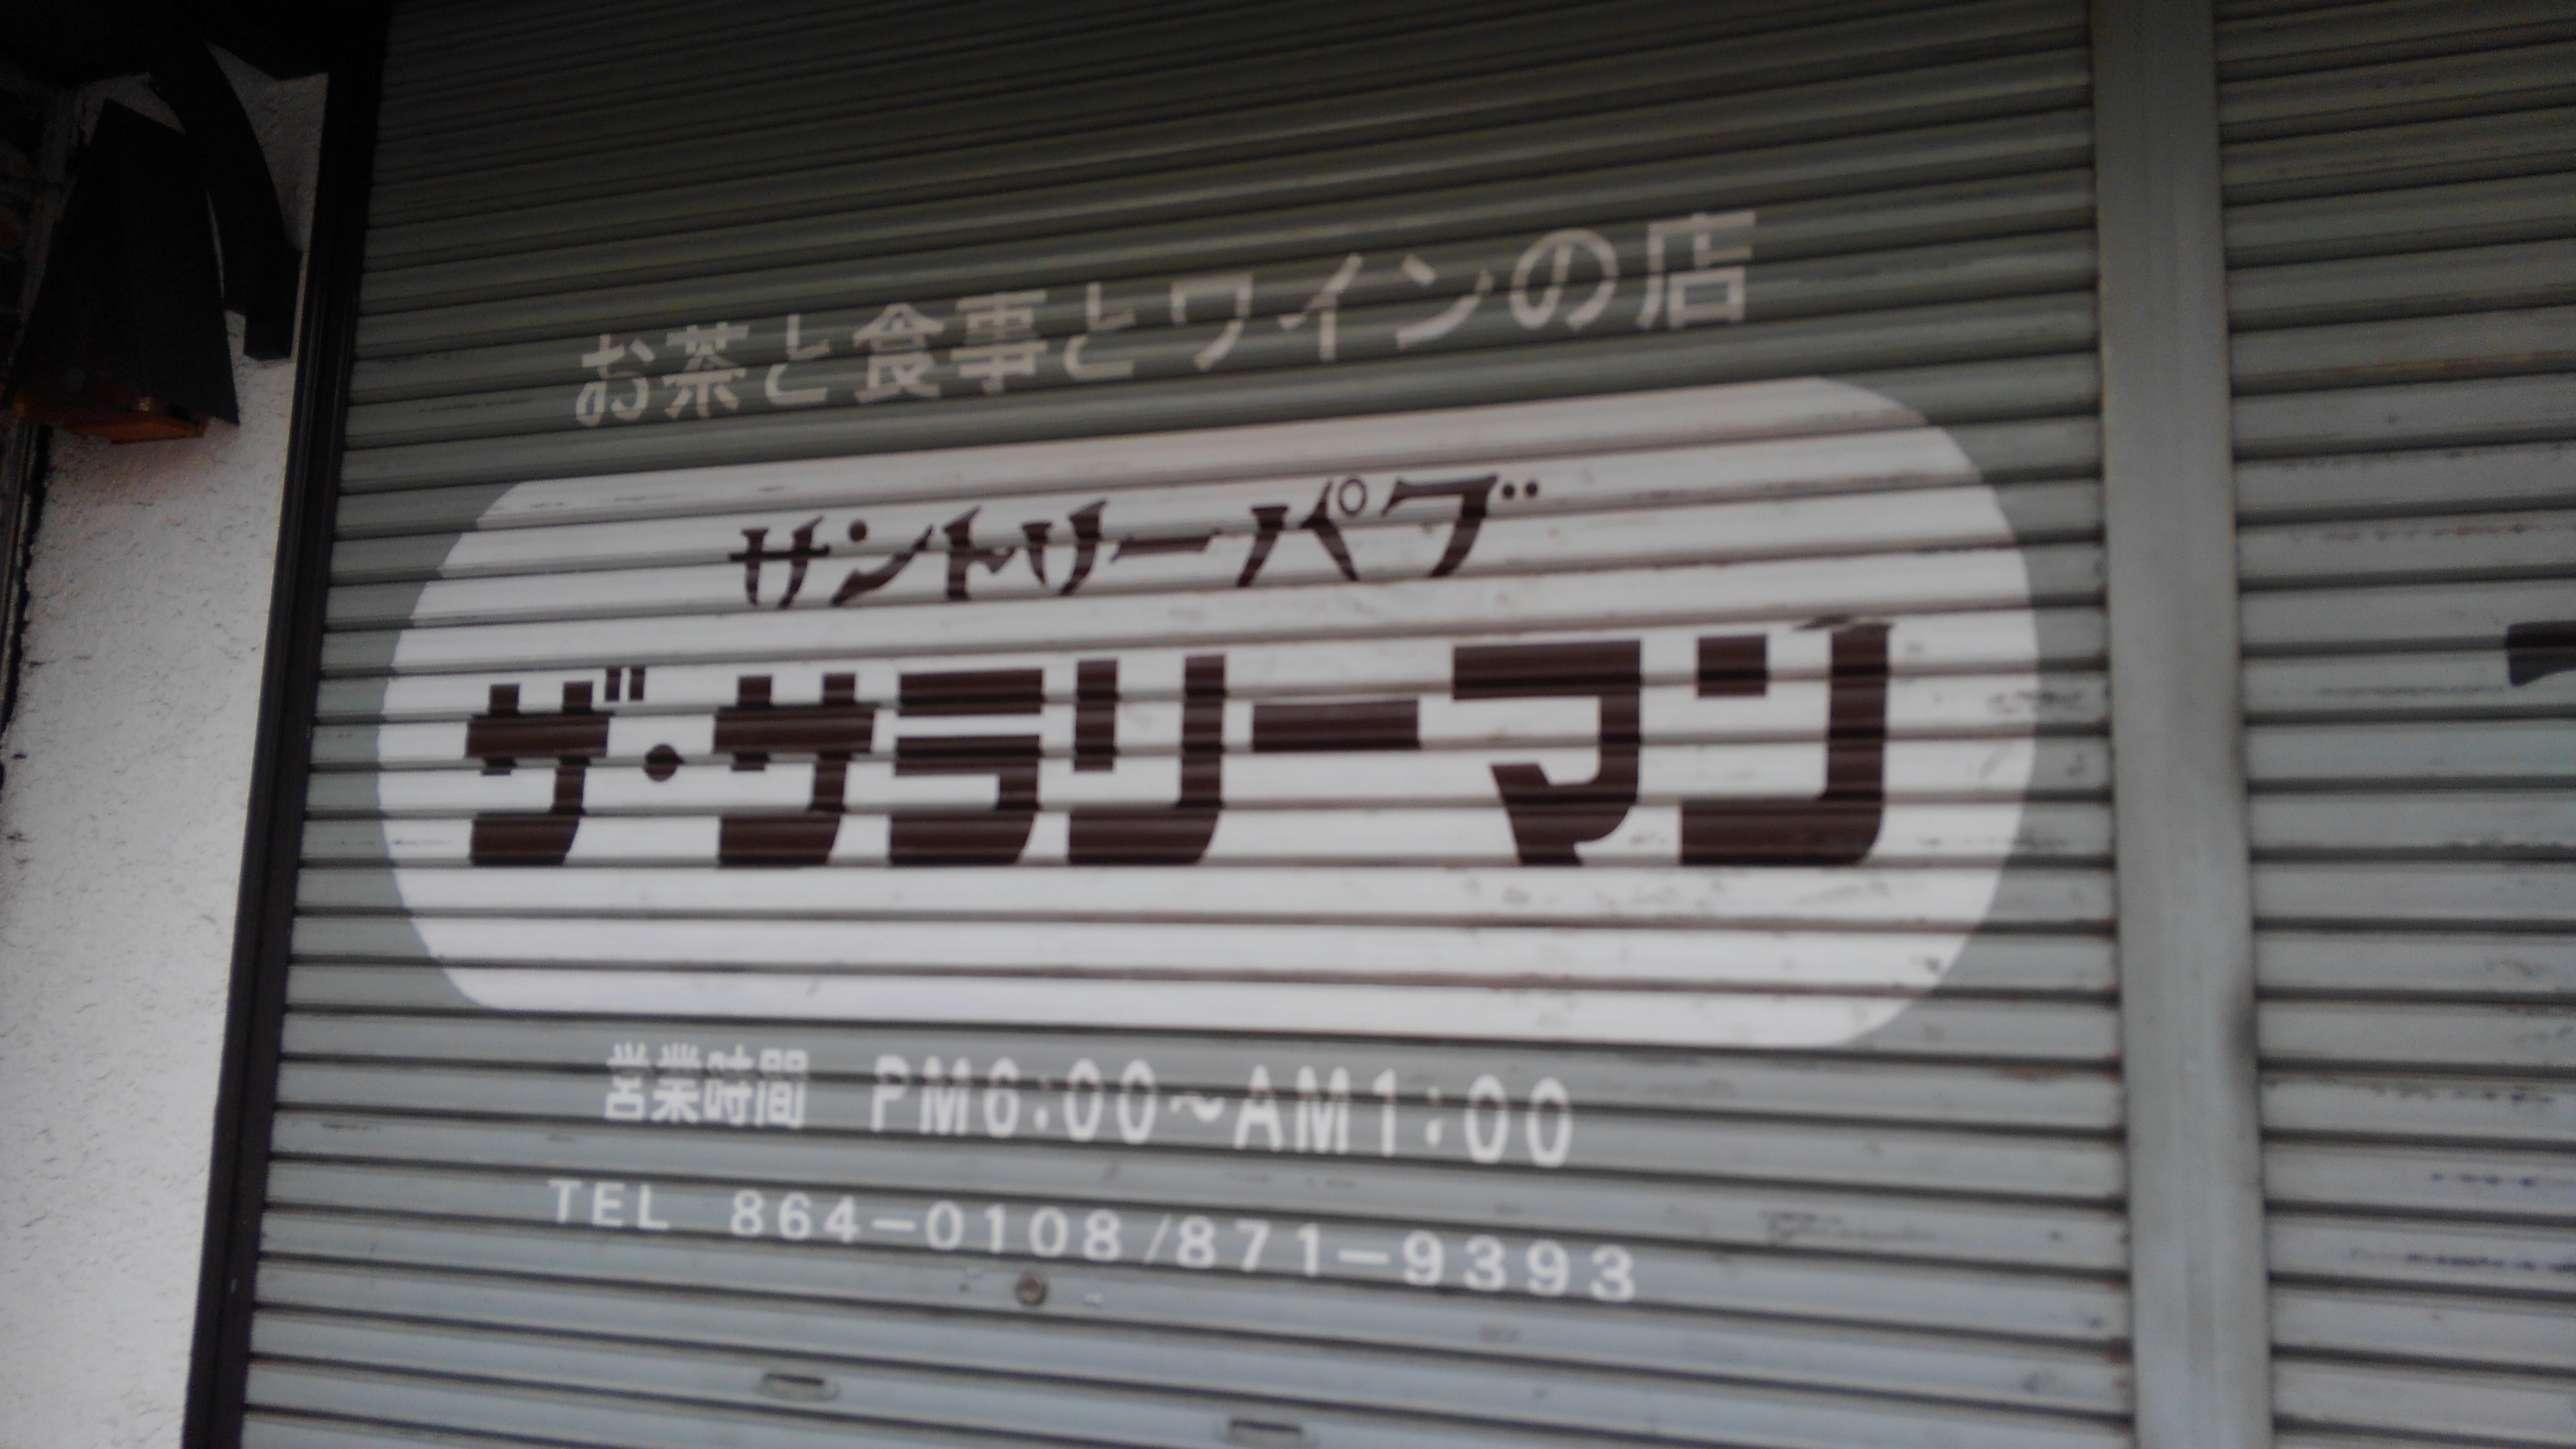 お茶と食事とワインの店
サントリーパブ
ザ・サラリーマン
営業時間 PM6:00~AM1:00
TEL 864-0108/871-9393